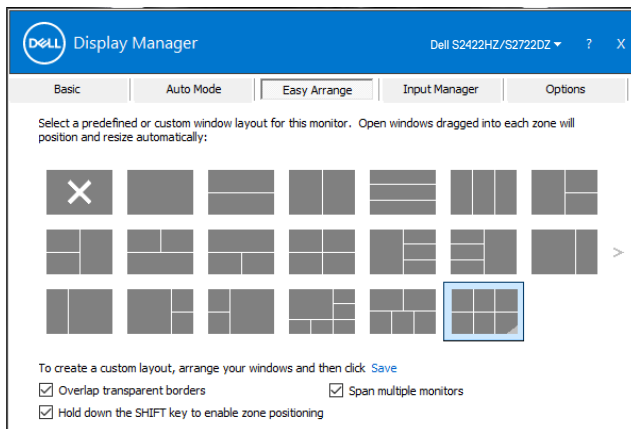 DELL Display Manager Dell S2422HZ/S2722DZ ? X
Basic Auto Mode Easy Arrange Input Manager Options
Select a predefined or custom window layout for this monitor. Open windows dragged into each zone will
position and resize automatically:
>
To create a custom layout, arrange your windows and then click Save
Overlap transparent borders Span multiple monitors
Hold down the SHIFT key to enable zone positioning